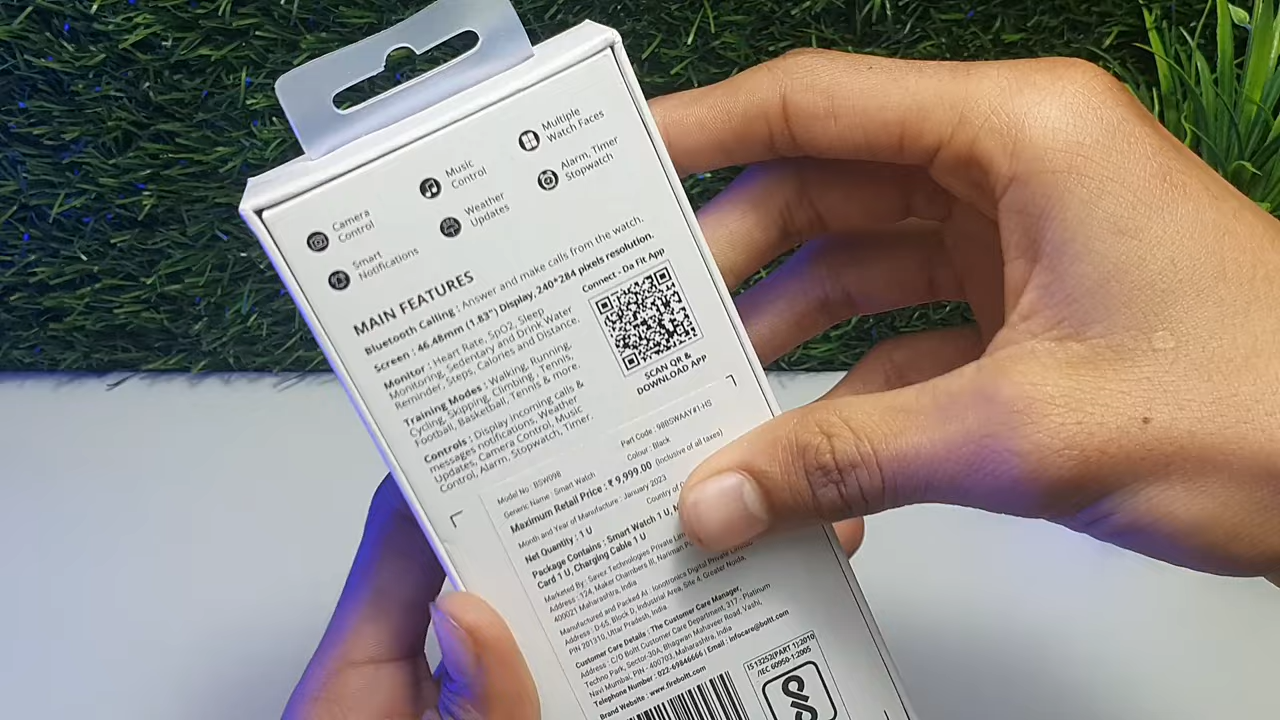 Camera
Control
Music
Control
Multiple
Watch Faces
Smart
Notifications
Weather
Updates
Alarm, Timer
Stopwatch
MAIN FEATURES
Bluetooth Calling : Answer and make calls from the watch.
Screen : 46.48mm (1.83") Display, 240*284 pixels resolution.
Monitor : Heart Rate, SpO2, Sleep
Monitoring, Sedentary and Drink Water
Reminder, Steps, Calories and Distance.
Training Modes : Walking, Running,
Cycling, Skipping, Climbing, Tennis,
Football, Basketball, Tennis & more.
Controls : Display incoming calls &
messages notifications, Weather
Updates, Camera Control, Music
Control, Alarm, Stopwatch, Timer.
Connect - Da Fit App
SCAN QR &
DOWNLOAD APP
Model No : BSW098
Part Code : 98BSWAAY#1-HS
Generic Name : Smart Watch
Colour : Black
Maximum Retail Price : ₹ 9,999.00 (Inclusive of all taxes)
Month and Year of Manufacture : January 2023
Country of
Net Quantity : 1 U
Package Contains : Smart Watch 1 U,
Card 1 U, Charging Cable 1 U
Marketed By : Savex Technologies Private
Address : 124, Maker Chambers III, Nariman
400021 Maharashtra, India
Manufactured and Packed At : Ionotronics Digital Private Limited
Address : D-65, Block D, Industrial Area, Site 4, Greater Noida,
PIN 201310, Uttar Pradesh, India
Customer Care Details : The Customer Care Manager,
Address : C/O Boltt Customer Care Department, 317 - Platinum
Techno Park, Sector-30A, Bhagwan Mahaveer Road, Vashi,
Navi Mumbai, PIN - 400703, Maharashtra, India
Telephone Number : 022-69846666 | Email : infocare@boltt.com
Brand Website : www.fireboltt.com
IS 13252(PART 1):2010
/IEC 60950-1:2005